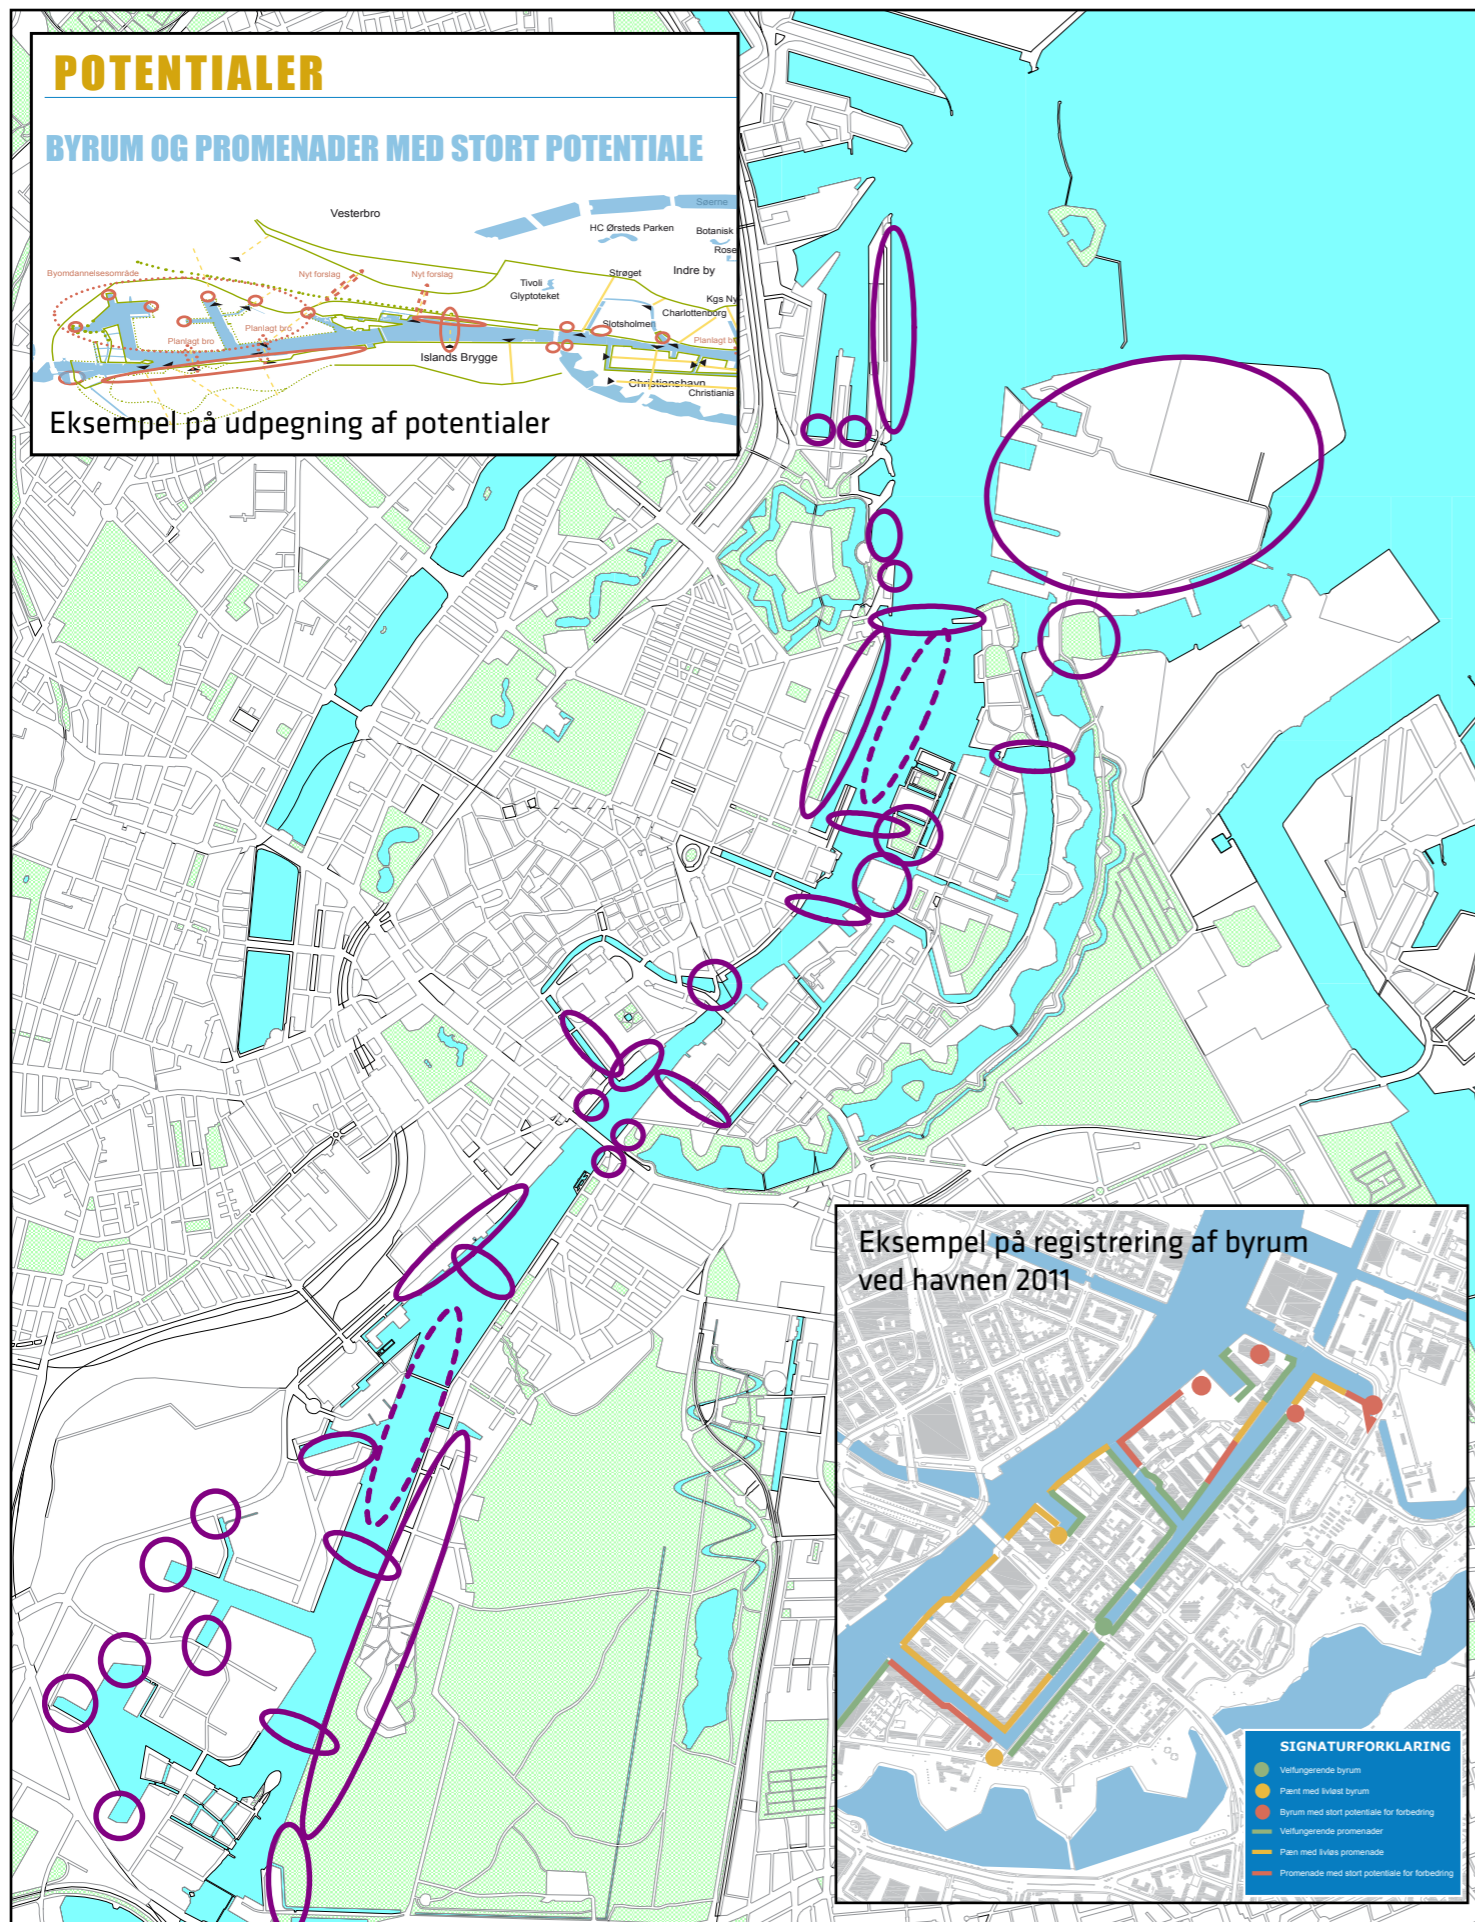 POTENTIALER
BYRUM OG PROMENADER MED STORT POTENTIALE
Søerne
Vesterbro
HC Ørsteds Parken
Botanisk
Rose
Byomdannelsesområde
Nyt forslag
Nyt forslag
Strøget
Indre by
Tivoli
Glyptoteket
Kgs Ny
Charlottenborg
Slotsholmen
Planlagt bro
Planlagt bro
Planlagt b
Islands Brygge
Christianshavn
Christiania
Eksempel på udpegning af potentialer
Eksempel på registrering af byrum
ved havnen 2011
SIGNATURFORKLARING
Velfungerende byrum
Pænt med livløst byrum
Byrum med stort potentiale for forbedring
Velfungerende promenader
Pæn med livløs promenade
Promenade med stort potentiale for forbedring